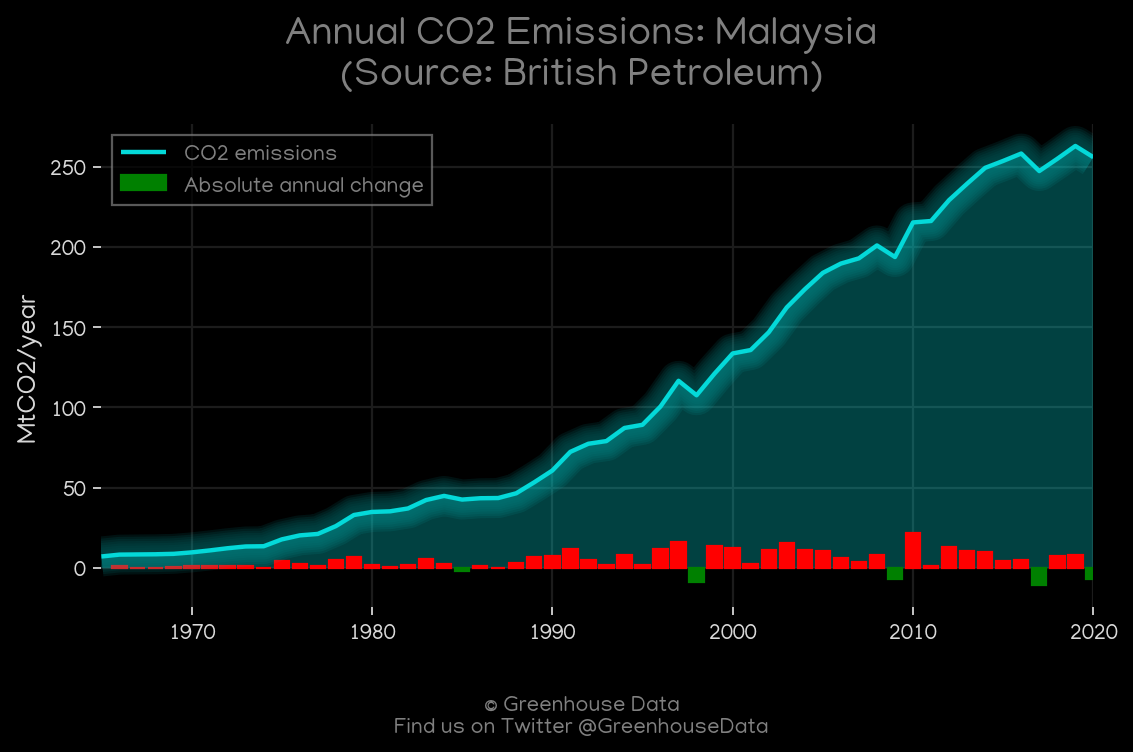 Annual CO2 Emissions: Malaysia
(Source: British Petroleum)
CO2 emissions
Absolute annual change
MtCO2/year
250
200
150
100
50
0
1970 1980 1990 2000 2010 2020
© Greenhouse Data
Find us on Twitter @GreenhouseData